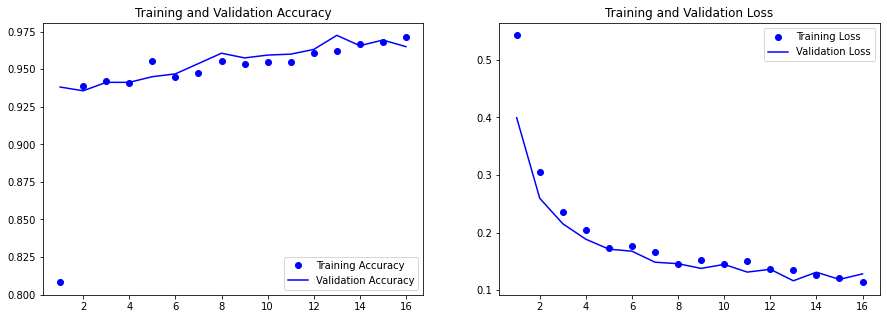 Training and Validation Accuracy
0.975
0.950
0.925
0.900
0.875
0.850
0.825
0.800
2 4 6 8 10 12 14 16
Training Accuracy
Validation Accuracy
Training and Validation Loss
0.5
0.4
0.3
0.2
0.1
2 4 6 8 10 12 14 16
Training Loss
Validation Loss